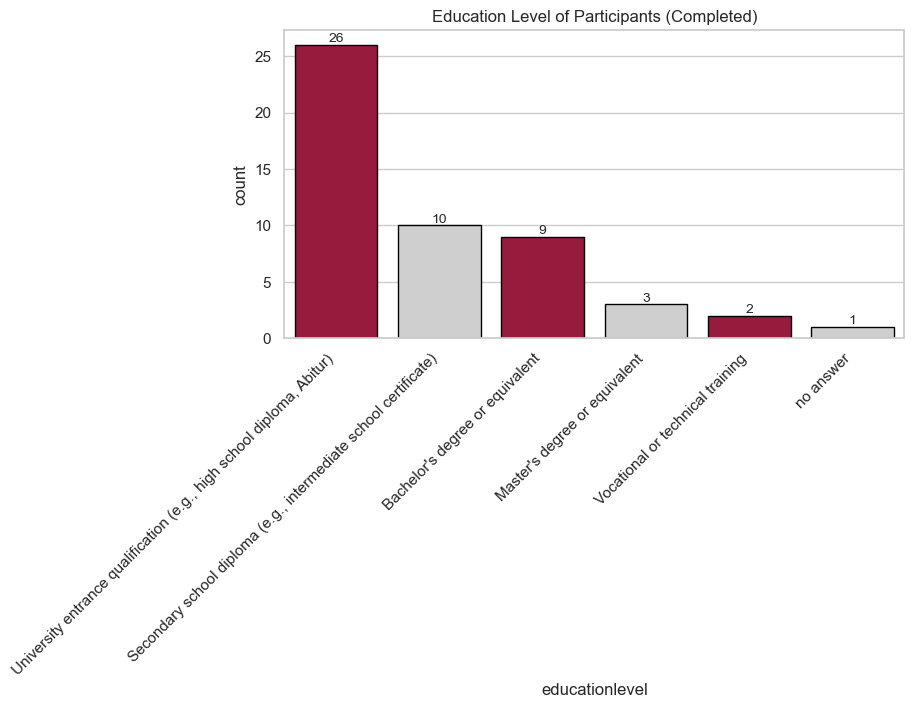 Education Level of Participants (Completed)
count
25
20
15
10
5
0
26
10
9
3
2
1
University entrance qualification (e.g., high school diploma, Abitur)
Secondary school diploma (e.g., intermediate school certificate)
Bachelor's degree or equivalent
Master's degree or equivalent
Vocational or technical training
no answer
educationlevel